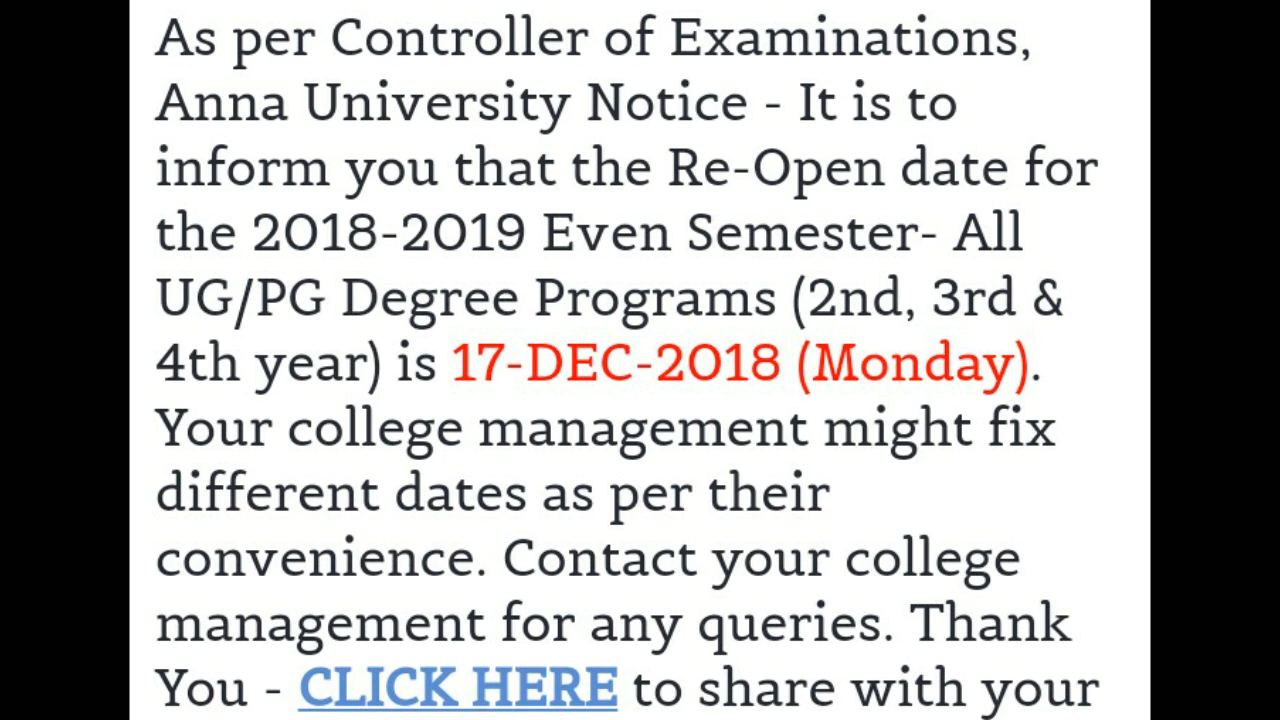 As per Controller of Examinations,
Anna University Notice - It is to
inform you that the Re-Open date for
the 2018-2019 Even Semester- All
UG/PG Degree Programs (2nd, 3rd &
4th year) is 17-DEC-2018 (Monday).
Your college management might fix
different dates as per their
convenience. Contact your college
management for any queries. Thank
You - CLICK HERE to share with your